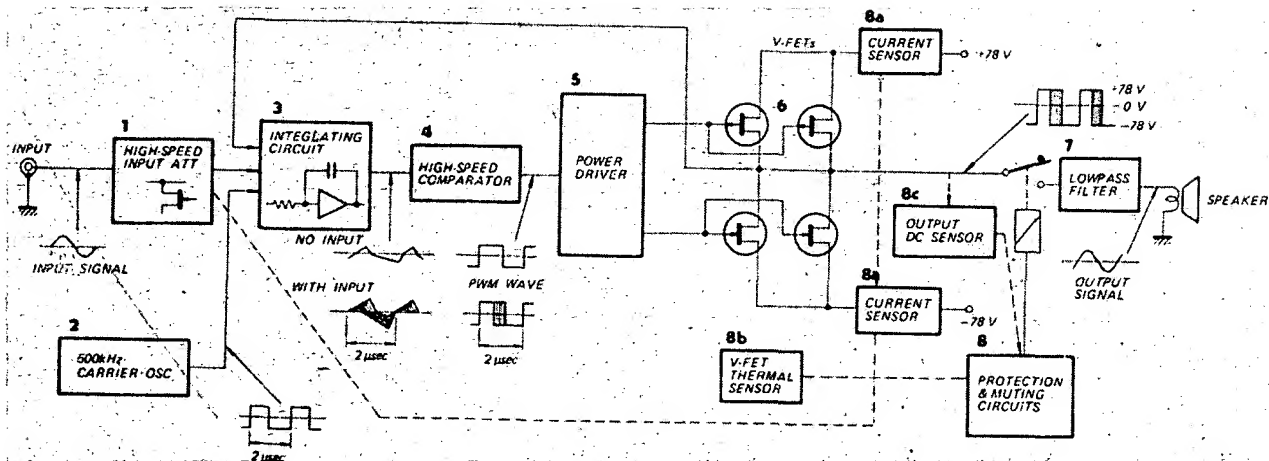 8a
V-FETs
CURRENT
SENSOR
+78 V
5
+78 V
0 V
-78 V
3
6
1
INTEGLATING
CIRCUIT
4
7
INPUT
HIGH-SPEED
INPUT ATT
HIGH-SPEED
COMPARATOR
POWER
DRIVER
LOWPASS
FILTER
SPEAKER
8c
NO INPUT
OUTPUT
DC SENSOR
INPUT SIGNAL
WITH INPUT
PWM WAVE
8a
OUTPUT
SIGNAL
CURRENT
SENSOR
-78 V
2
2 µsec
2 µsec
8b
8
500kHz
CARRIER-OSC
V-FET
THERMAL
SENSOR
PROTECTION
& MUTING
CIRCUITS
2 µsec